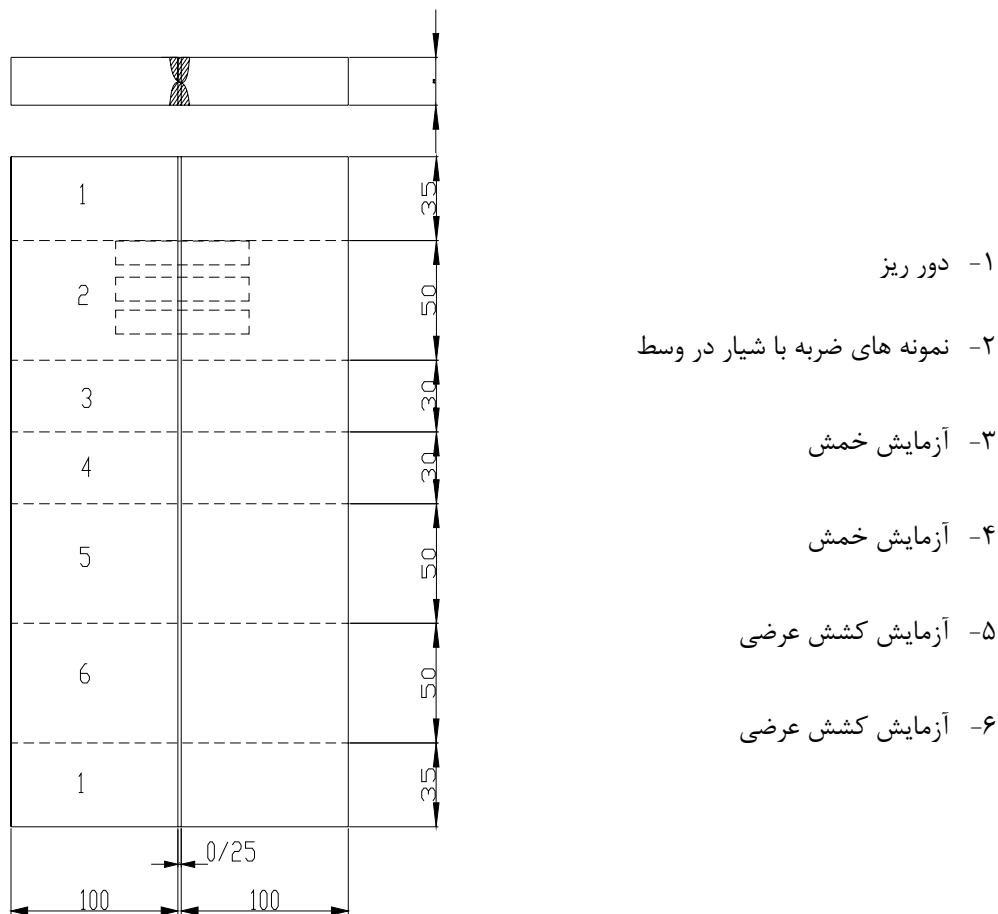 1
35
2
50
3
30
4
30
5
50
6
50
1
35
0/25
100 100
۱- دور ریز
۲- نمونه های ضربه با شیار در وسط
۳- آزمایش خمش
۴- آزمایش خمش
۵- آزمایش کشش عرضی
۶- آزمایش کشش عرضی